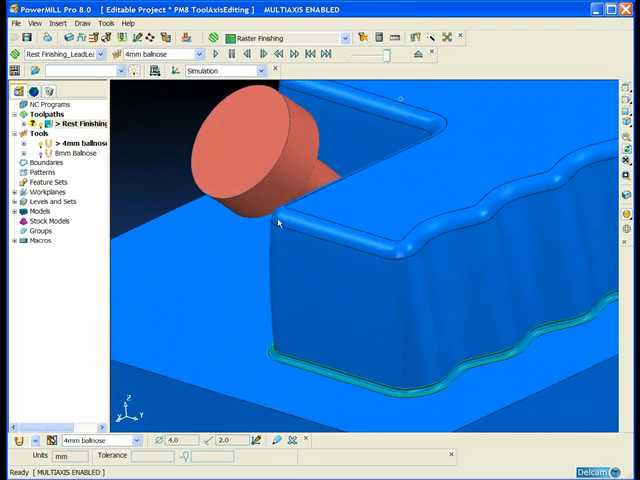 PowerMILL Pro 8.0 [ Editable Project * PM8 ToolAxisEditing ] MULTIAXIS ENABLED
File View Insert Draw Tools Help
Raster Finishing
Rest Finishing_LeadLea 4mm ballnose
Simulation
NC Programs
Toolpaths
> Rest Finishing
Tools
> 4mm ballnose
8mm Ballnose
Boundaries
Patterns
Feature Sets
Workplanes
Levels and Sets
Models
Stock Models
Groups
Macros
Z
X Y
4mm ballnose 4.0 2.0
Units mm Tolerance
Ready [ MULTIAXIS ENABLED ] Delcam